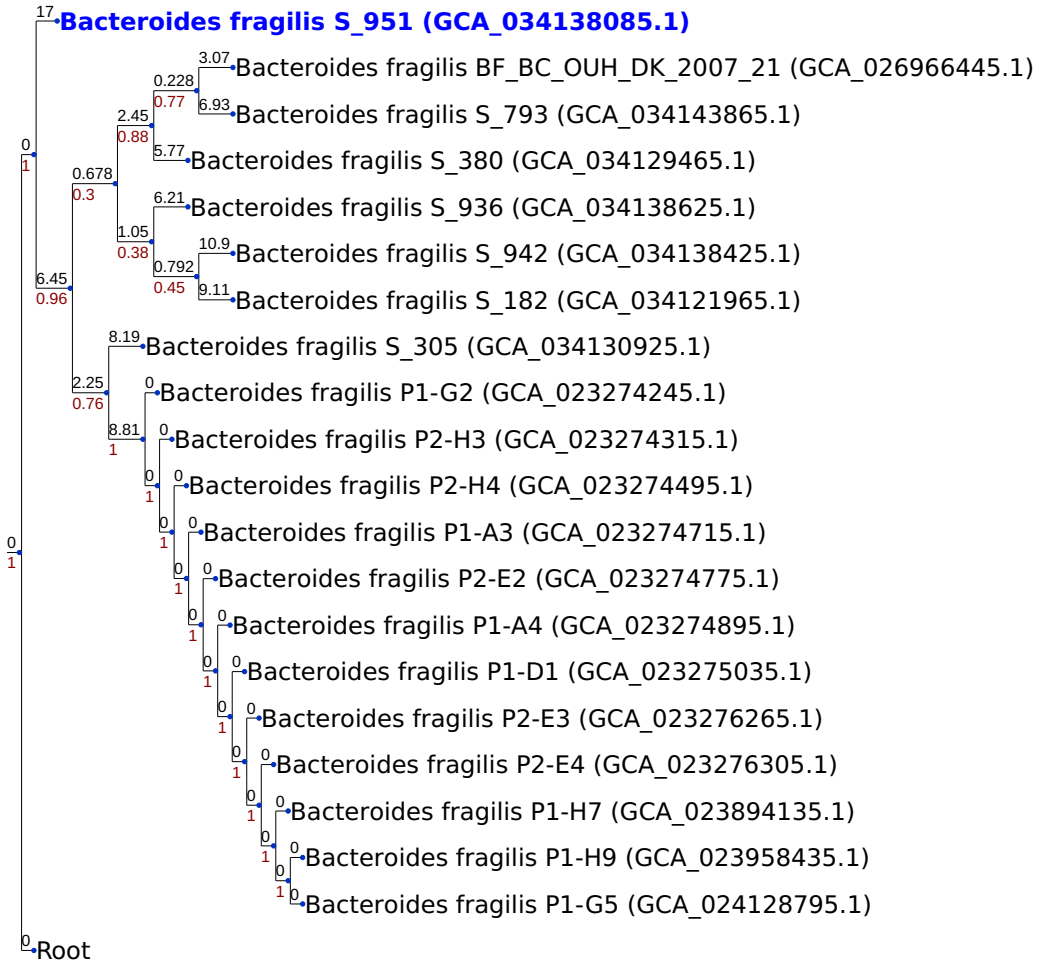 17
Bacteroides fragilis S_951 (GCA_034138085.1)
3.07
Bacteroides fragilis BF_BC_OUH_DK_2007_21 (GCA_026966445.1)
0.228
0.77
6.93
Bacteroides fragilis S_793 (GCA_034143865.1)
2.45
0.88
5.77
Bacteroides fragilis S_380 (GCA_034129465.1)
0
1
0.678
0.3
6.21
Bacteroides fragilis S_936 (GCA_034138625.1)
1.05
0.38
10.9
Bacteroides fragilis S_942 (GCA_034138425.1)
0.792
0.45
9.11
Bacteroides fragilis S_182 (GCA_034121965.1)
6.45
0.96
8.19
Bacteroides fragilis S_305 (GCA_034130925.1)
2.25
0.76
0
Bacteroides fragilis P1-G2 (GCA_023274245.1)
8.81
1
0
Bacteroides fragilis P2-H3 (GCA_023274315.1)
0
1
0
Bacteroides fragilis P2-H4 (GCA_023274495.1)
0
1
0
Bacteroides fragilis P1-A3 (GCA_023274715.1)
0
1
0
1
0
Bacteroides fragilis P2-E2 (GCA_023274775.1)
0
1
0
Bacteroides fragilis P1-A4 (GCA_023274895.1)
0
1
0
Bacteroides fragilis P1-D1 (GCA_023275035.1)
0
1
0
Bacteroides fragilis P2-E3 (GCA_023276265.1)
0
1
0
Bacteroides fragilis P2-E4 (GCA_023276305.1)
0
1
0
Bacteroides fragilis P1-H7 (GCA_023894135.1)
0
1
0
Bacteroides fragilis P1-H9 (GCA_023958435.1)
0
1
0
Bacteroides fragilis P1-G5 (GCA_024128795.1)
0
Root